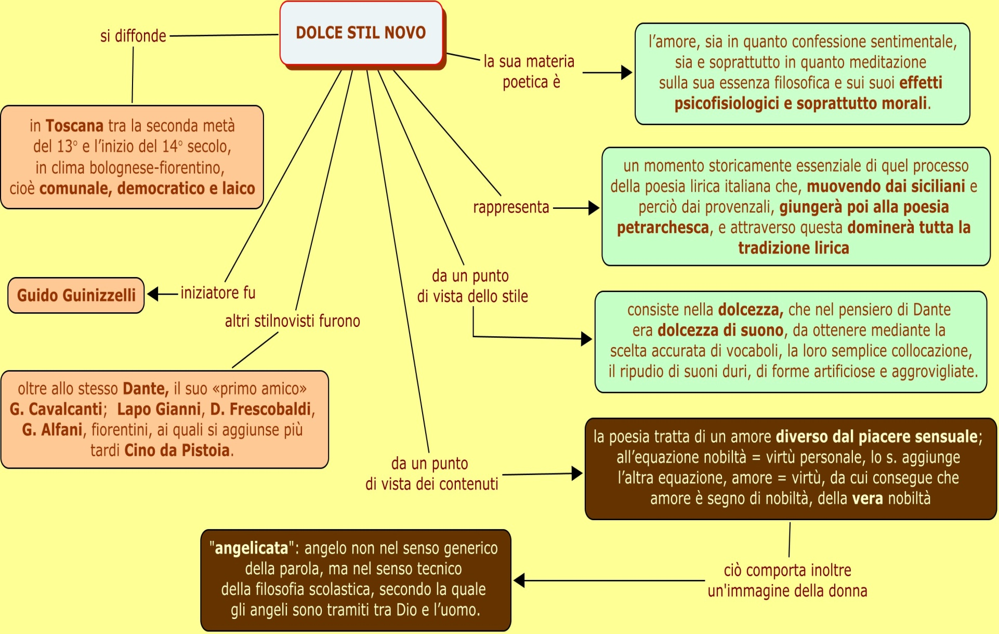 DOLCE STIL NOVO
si diffonde
in Toscana tra la seconda metà
del 13° e l’inizio del 14° secolo,
in clima bolognese-fiorentino,
cioè comunale, democratico e laico
la sua materia
poetica è
l’amore, sia in quanto confessione sentimentale,
sia e soprattutto in quanto meditazione
sulla sua essenza filosofica e sui suoi effetti
psicofisiologici e soprattutto morali.
rappresenta
un momento storicamente essenziale di quel processo
della poesia lirica italiana che, muovendo dai siciliani e
perciò dai provenzali, giungerà poi alla poesia
petrarchesca, e attraverso questa dominerà tutta la
tradizione lirica
iniziatore fu
Guido Guinizzelli
altri stilnovisti furono
oltre allo stesso Dante, il suo «primo amico»
G. Cavalcanti;  Lapo Gianni, D. Frescobaldi,
G. Alfani, fiorentini, ai quali si aggiunse più
tardi Cino da Pistoia.
da un punto
di vista dello stile
consiste nella dolcezza, che nel pensiero di Dante
era dolcezza di suono, da ottenere mediante la
scelta accurata di vocaboli, la loro semplice collocazione,
il ripudio di suoni duri, di forme artificiose e aggrovigliate.
da un punto
di vista dei contenuti
la poesia tratta di un amore diverso dal piacere sensuale;
all’equazione nobiltà = virtù personale, lo s. aggiunge
l’altra equazione, amore = virtù, da cui consegue che
amore è segno di nobiltà, della vera nobiltà
ciò comporta inoltre
un'immagine della donna
"angelicata": angelo non nel senso generico
della parola, ma nel senso tecnico
della filosofia scolastica, secondo la quale
gli angeli sono tramiti tra Dio e l’uomo.